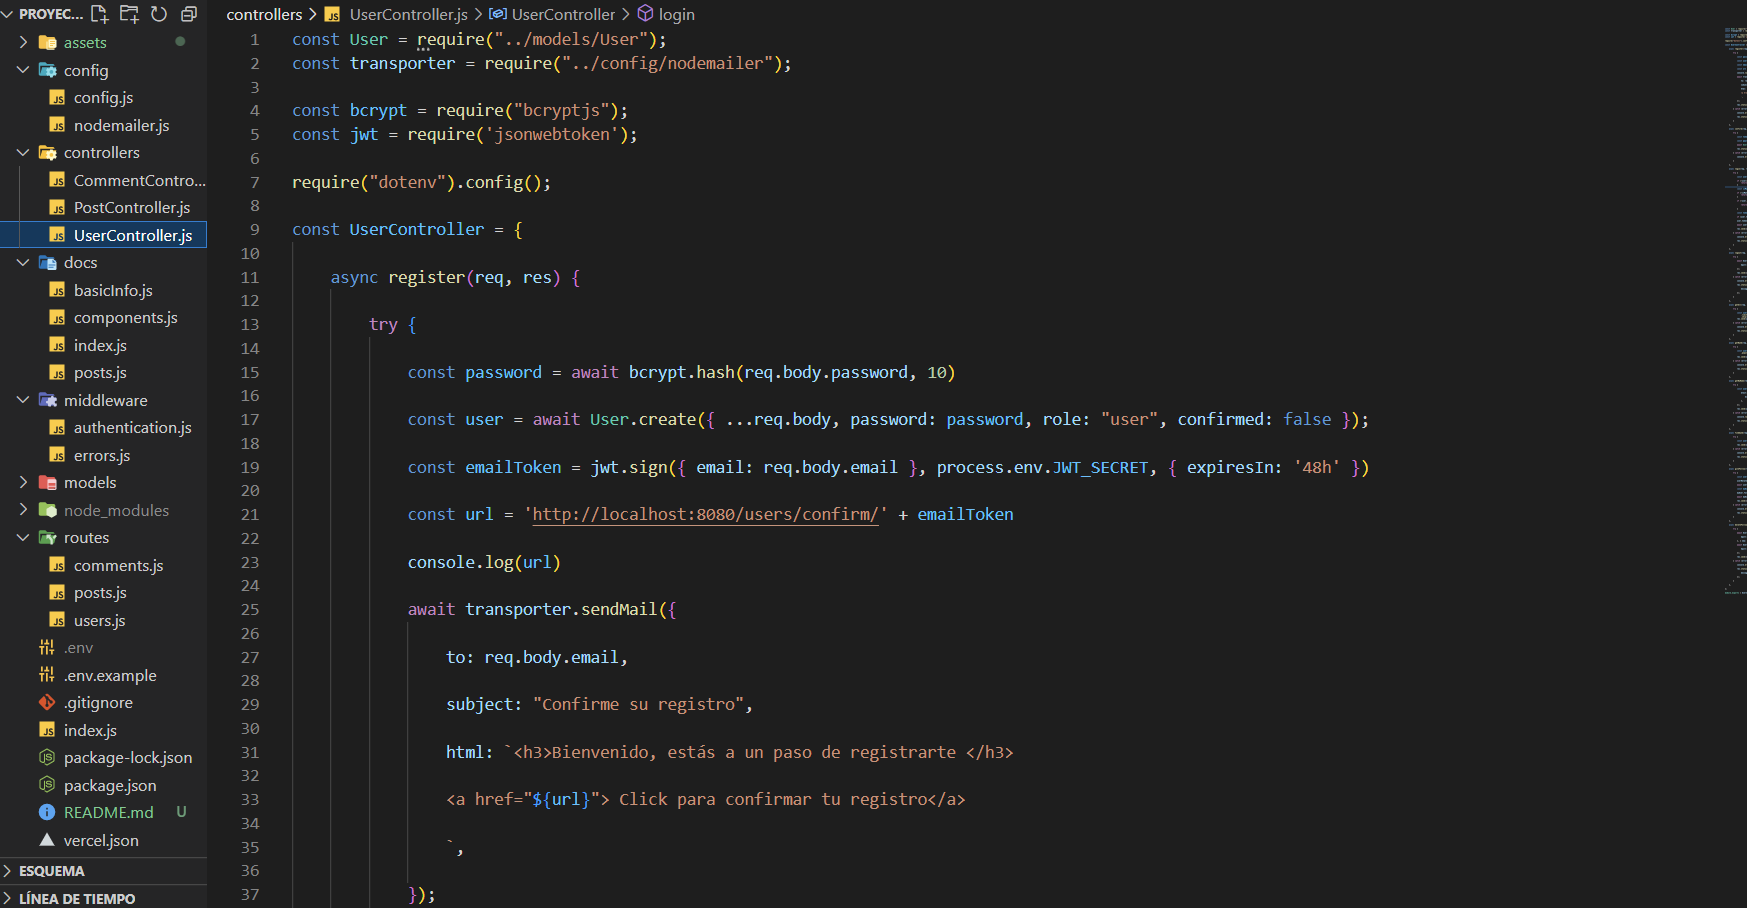 PROYEC...
assets
config
config.js
nodemailer.js
controllers
CommentContro...
PostController.js
UserController.js
docs
basicInfo.js
components.js
index.js
posts.js
middleware
authentication.js
errors.js
models
node_modules
routes
comments.js
posts.js
users.js
.env
.env.example
.gitignore
index.js
package-lock.json
package.json
README.md U
vercel.json
ESQUEMA
LÍNEA DE TIEMPO
controllers > JS UserController.js > UserController > login
1 const User = require("../models/User");
2 const transporter = require("../config/nodemailer");
3
4 const bcrypt = require("bcryptjs");
5 const jwt = require('jsonwebtoken');
6
7 require("dotenv").config();
8
9 const UserController = {
10
11 async register(req, res) {
12
13 try {
14
15 const password = await bcrypt.hash(req.body.password, 10)
16
17 const user = await User.create({ ...req.body, password: password, role: "user", confirmed: false });
18
19 const emailToken = jwt.sign({ email: req.body.email }, process.env.JWT_SECRET, { expiresIn: '48h' })
20
21 const url = 'http://localhost:8080/users/confirm/' + emailToken
22
23 console.log(url)
24
25 await transporter.sendMail({
26
27 to: req.body.email,
28
29 subject: "Confirme su registro",
30
31 html: `<h3>Bienvenido, estás a un paso de registrarte </h3>
32
33 <a href="${url}"> Click para confirmar tu registro</a>
34
35 `,
36
37 });